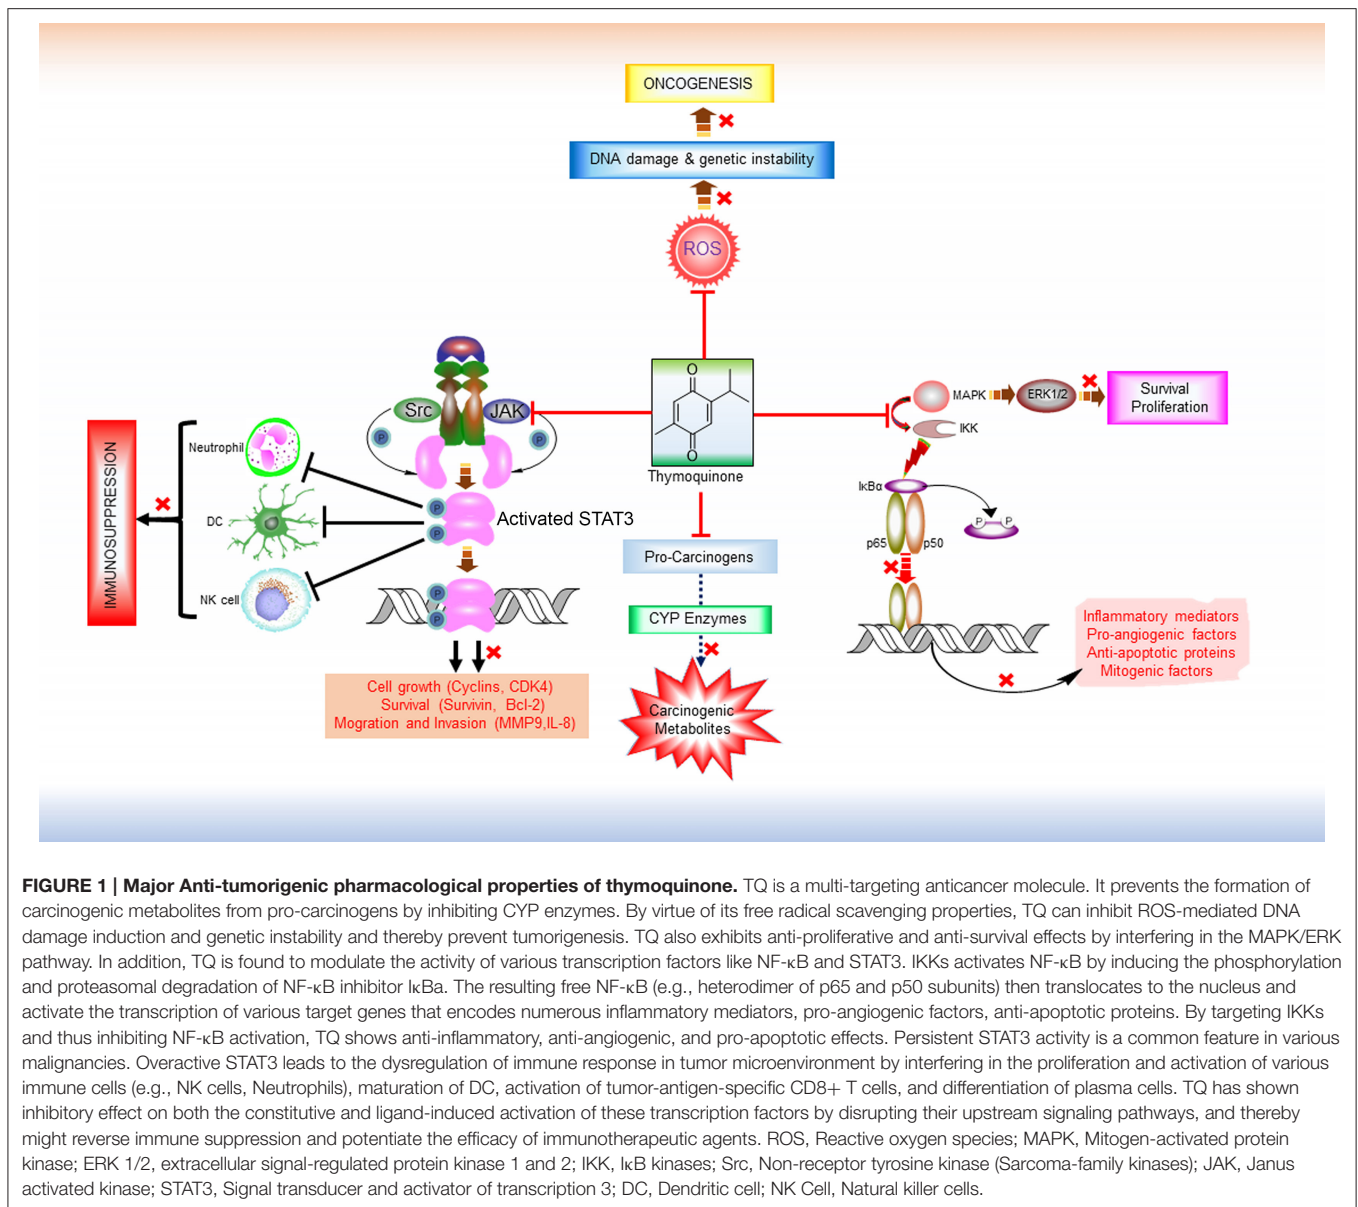 ONCOGENESIS
DNA damage & genetic instability
ROS
O
O
Thymoquinone
Src
JAK
P
P
P
P
Activated STAT3
P
P
Neutrophil
DC
NK cell
IMMUNOSUPPRESSION
Cell growth (Cyclins, CDK4)
Survival (Survivin, Bcl-2)
Mogration and Invasion (MMP9,IL-8)
Pro-Carcinogens
CYP Enzymes
Carcinogenic
Metabolites
MAPK
ERK1/2
Survival
Proliferation
IKK
IκBα
P
P
p65
p50
Inflammatory mediators
Pro-angiogenic factors
Anti-apoptotic proteins
Mitogenic factors
FIGURE 1 | Major Anti-tumorigenic pharmacological properties of thymoquinone. TQ is a multi-targeting anticancer molecule. It prevents the formation of
carcinogenic metabolites from pro-carcinogens by inhibiting CYP enzymes. By virtue of its free radical scavenging properties, TQ can inhibit ROS-mediated DNA
damage induction and genetic instability and thereby prevent tumorigenesis. TQ also exhibits anti-proliferative and anti-survival effects by interfering in the MAPK/ERK
pathway. In addition, TQ is found to modulate the activity of various transcription factors like NF-κB and STAT3. IKKs activates NF-κB by inducing the phosphorylation
and proteasomal degradation of NF-κB inhibitor IκBa. The resulting free NF-κB (e.g., heterodimer of p65 and p50 subunits) then translocates to the nucleus and
activate the transcription of various target genes that encodes numerous inflammatory mediators, pro-angiogenic factors, anti-apoptotic proteins. By targeting IKKs
and thus inhibiting NF-κB activation, TQ shows anti-inflammatory, anti-angiogenic, and pro-apoptotic effects. Persistent STAT3 activity is a common feature in various
malignancies. Overactive STAT3 leads to the dysregulation of immune response in tumor microenvironment by interfering in the proliferation and activation of various
immune cells (e.g., NK cells, Neutrophils), maturation of DC, activation of tumor-antigen-specific CD8+ T cells, and differentiation of plasma cells. TQ has shown
inhibitory effect on both the constitutive and ligand-induced activation of these transcription factors by disrupting their upstream signaling pathways, and thereby
might reverse immune suppression and potentiate the efficacy of immunotherapeutic agents. ROS, Reactive oxygen species; MAPK, Mitogen-activated protein
kinase; ERK 1/2, extracellular signal-regulated protein kinase 1 and 2; IKK, IκB kinases; Src, Non-receptor tyrosine kinase (Sarcoma-family kinases); JAK, Janus
activated kinase; STAT3, Signal transducer and activator of transcription 3; DC, Dendritic cell; NK Cell, Natural killer cells.